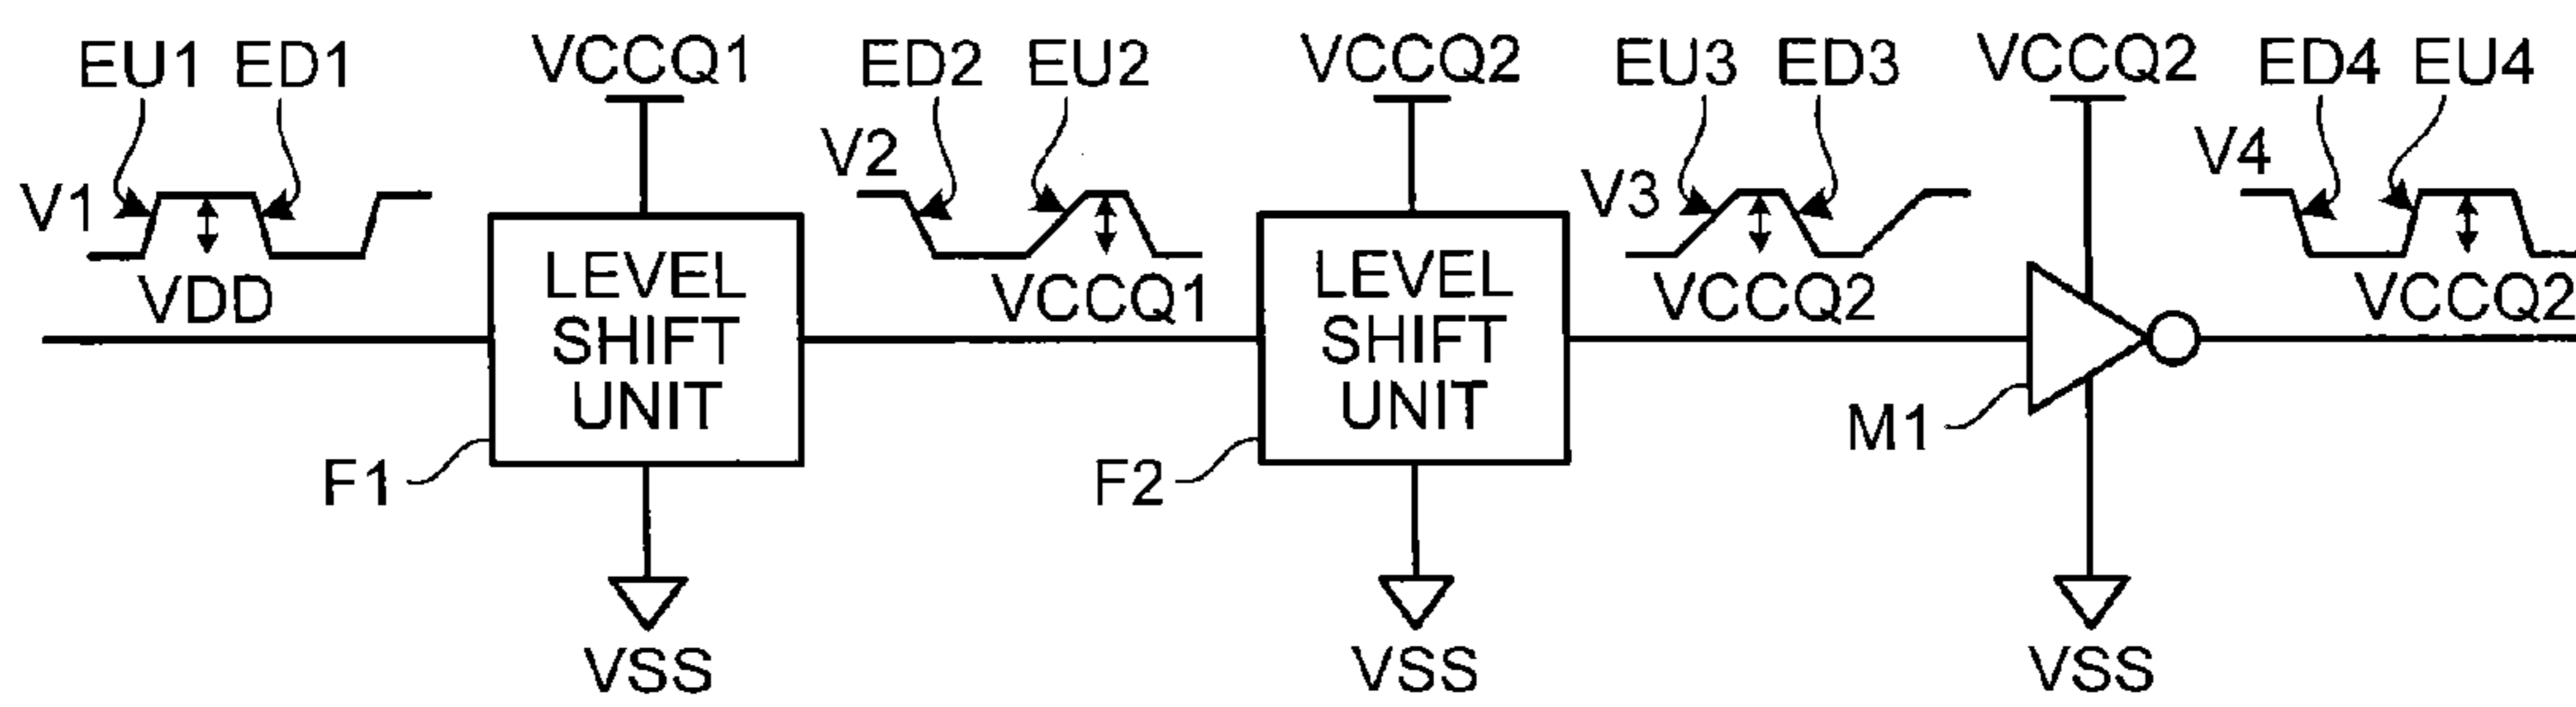 EU1 ED1 VCCQ1 ED2 EU2 VCCQ2 EU3 ED3 VCCQ2 ED4 EU4
V1 V2 V3 V4
VDD VCCQ1 VCCQ2 VCCQ2
LEVEL
SHIFT
UNIT
LEVEL
SHIFT
UNIT
F1 F2 M1
VSS VSS VSS